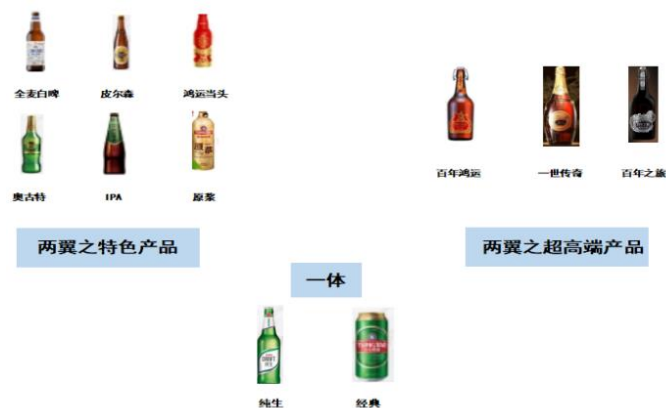 全麦白啤
皮尔森
鸿运当头
奥古特
IPA
原浆
两翼之特色产品
百年鸿运
一世传奇
百年之旅
两翼之超高端产品
一体
纯生
经典